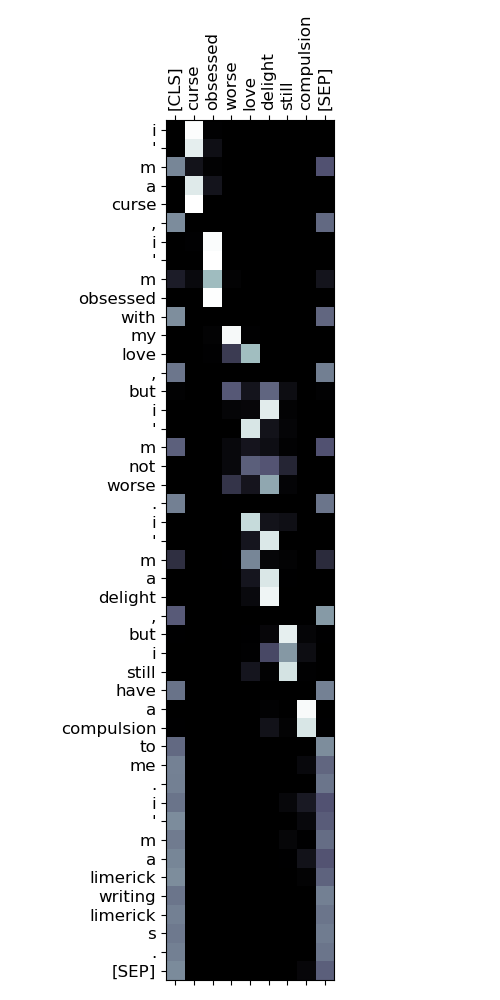 [CLS] curse obsessed worse love delight still compulsion [SEP]
i
'
m
a
curse
,
i
'
m
obsessed
with
my
love
,
but
i
'
m
not
worse
.
i
'
m
a
delight
,
but
i
still
have
a
compulsion
to
me
.
i
'
m
a
limerick
writing
limerick
s
.
[SEP]